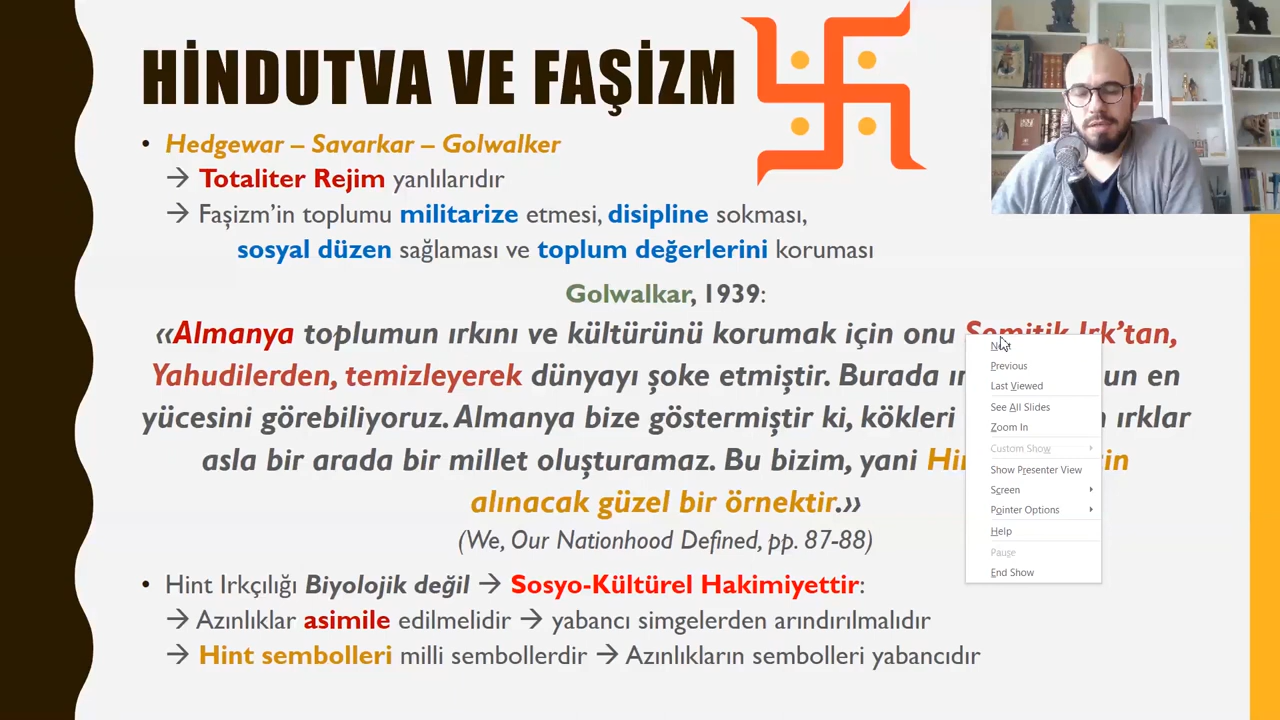 HİNDUTVA VE FAŞİZM
• Hedgewar – Savarkar – Golwalker
→ Totaliter Rejim yanlılarıdır
→ Faşizm'in toplumu militarize etmesi, disipline sokması,
sosyal düzen sağlaması ve toplum değerlerini koruması
Golwalkar, 1939:
«Almanya toplumun ırkını ve kültürünü korumak için onu Semitik Irk'tan,
Yahudilerden, temizleyerek dünyayı şoke etmiştir. Burada un en
yücesini görebiliyoruz. Almanya bize göstermiştir ki, kökleri ırklar
asla bir arada bir millet oluşturamaz. Bu bizim, yani
alınacak güzel bir örnektir.»
(We, Our Nationhood Defined, pp. 87-88)
• Hint Irkçılığı Biyolojik değil → Sosyo-Kültürel Hakimiyettir:
→ Azınlıklar asimile edilmelidir → yabancı simgelerden arındırılmalıdır
→ Hint sembolleri milli sembollerdir → Azınlıkların sembolleri yabancıdır
Next
Previous
Last Viewed
See All Slides
Zoom In
Custom Show
Show Presenter View
Screen
Pointer Options
Help
Pause
End Show